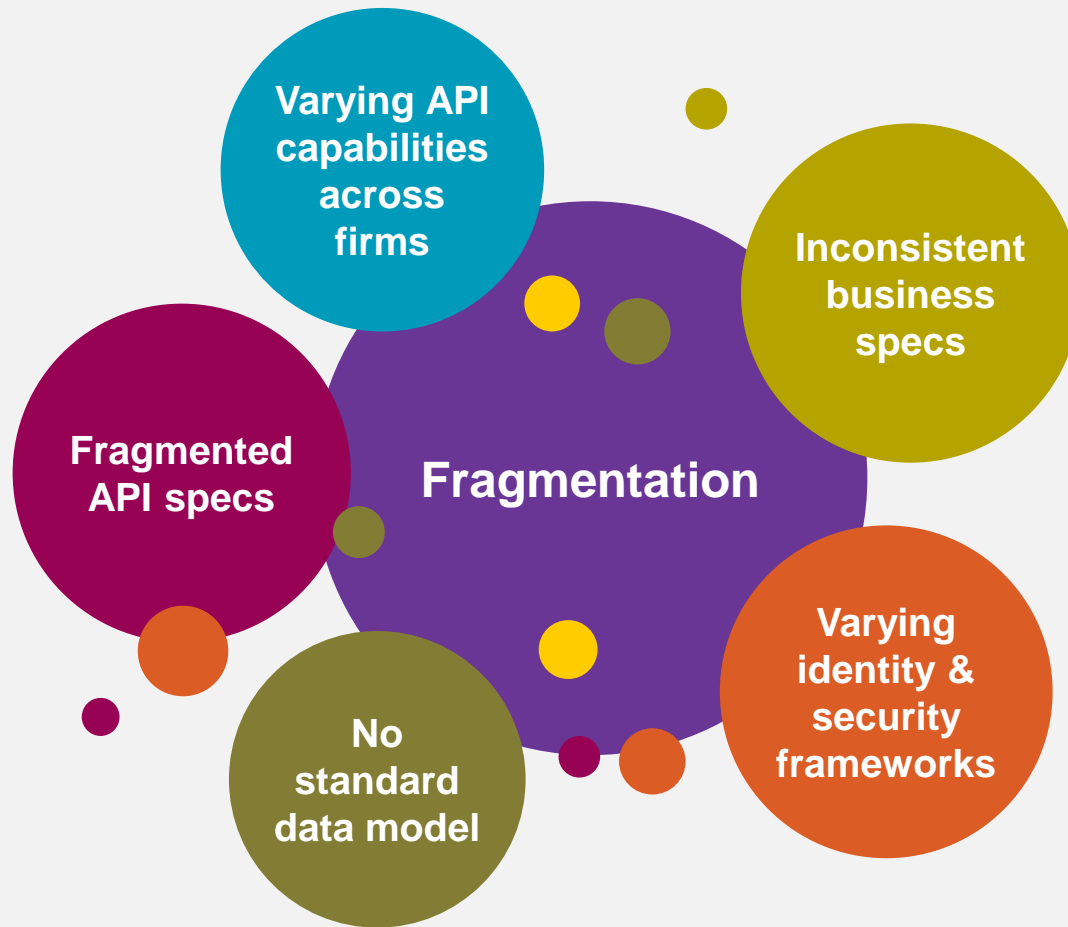 Varying API
capabilities
across
firms
Inconsistent
business
specs
Fragmented
API specs
Fragmentation
Varying
identity &
security
frameworks
No
standard
data model